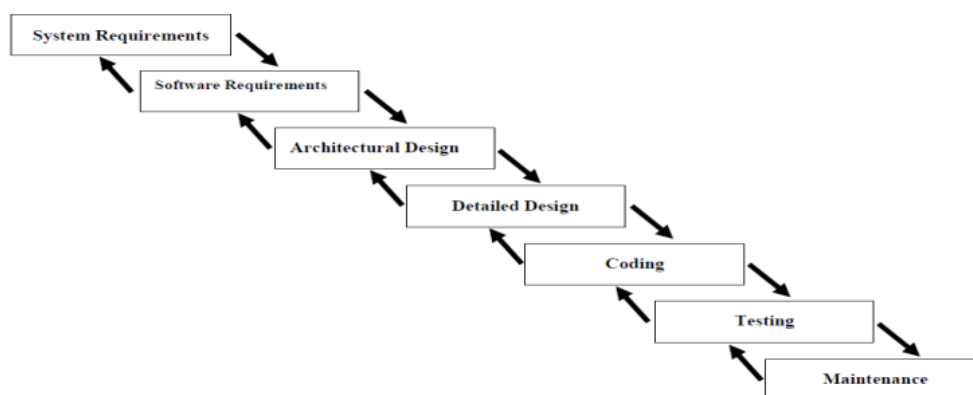 System Requirements
Software Requirements
Architectural Design
Detailed Design
Coding
Testing
Maintenance